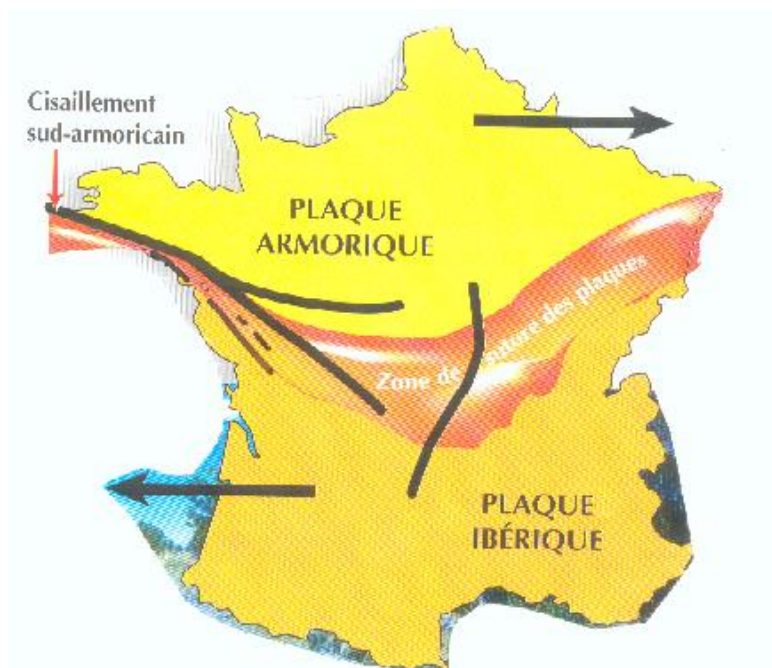 Cisaillement
sud-armoricain
PLAQUE
ARMORIQUE
Zone de suture des plaques
PLAQUE
IBÉRIQUE